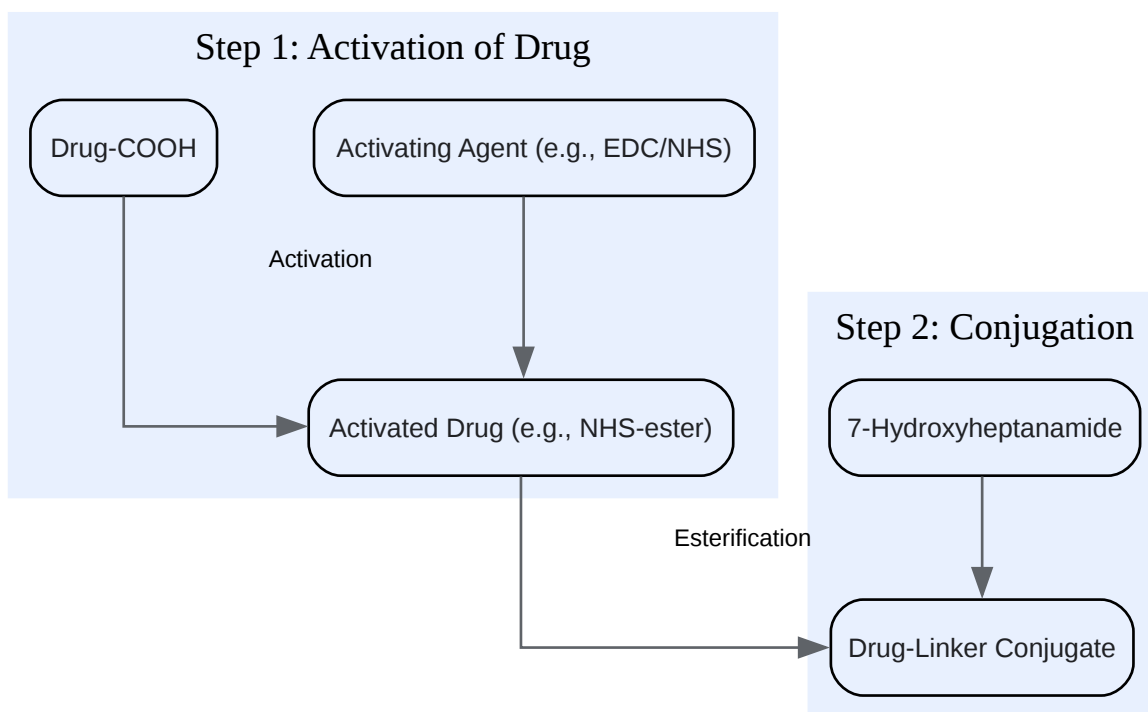 Step 1: Activation of Drug
Drug-COOH
Activating Agent (e.g., EDC/NHS)
Activation
Activated Drug (e.g., NHS-ester)
Step 2: Conjugation
7-Hydroxyheptanamide
Esterification
Drug-Linker Conjugate